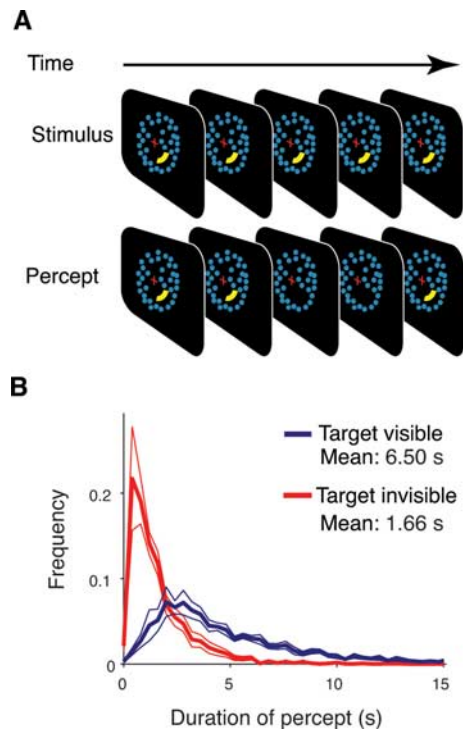 A
Time
Stimulus
Percept
B
Target visible
Mean: 6.50 s
Target invisible
Mean: 1.66 s
Frequency
0.2
0.1
0
0 5 10 15
Duration of percept (s)